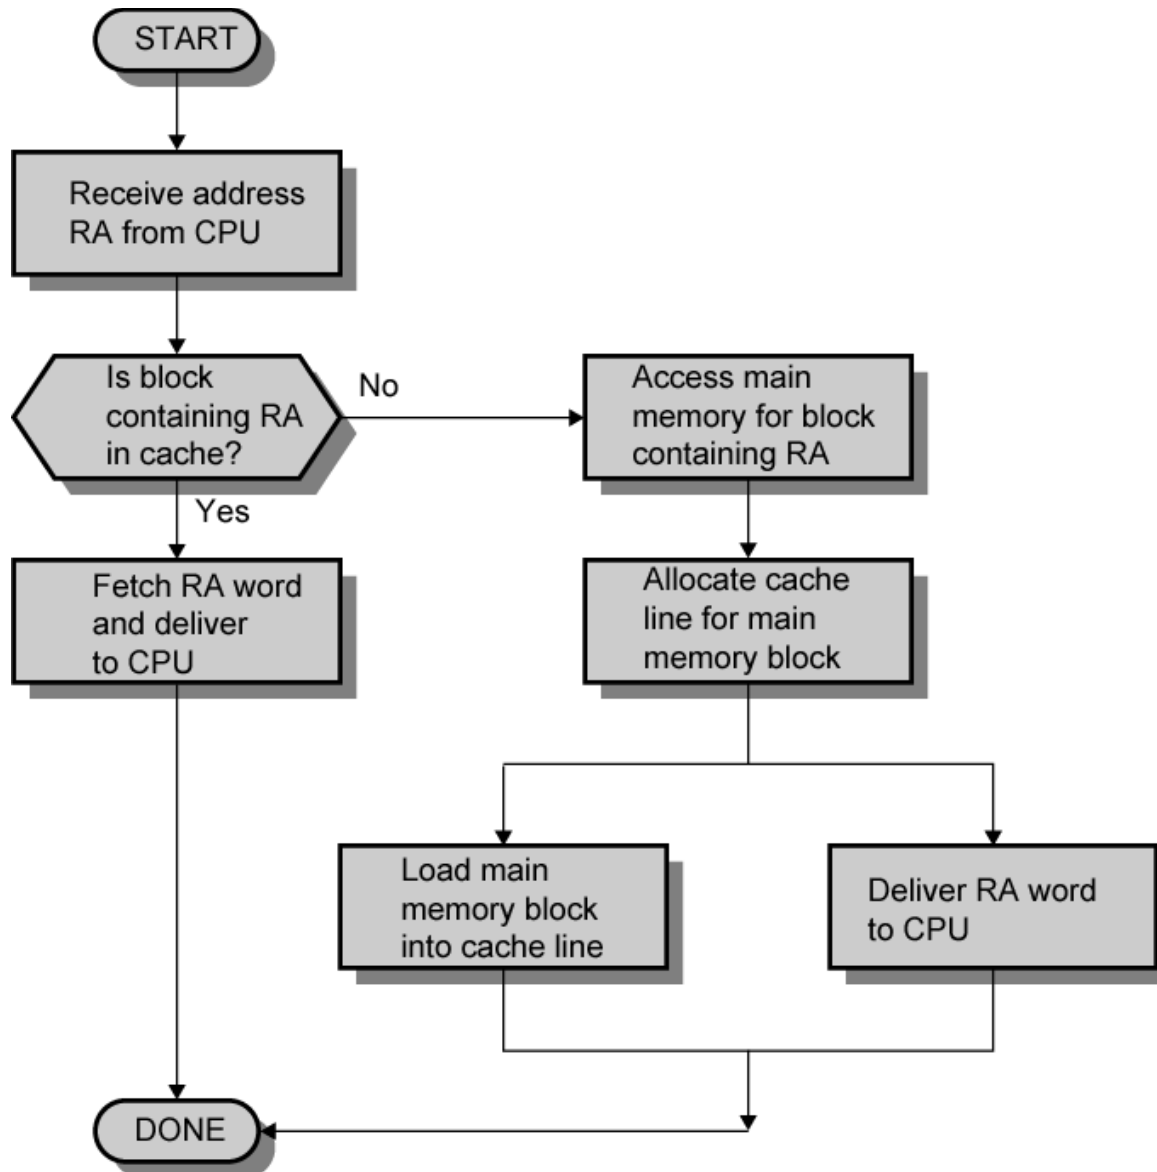 START
Receive address
RA from CPU
Is block
containing RA
in cache?
No
Access main
memory for block
containing RA
Yes
Fetch RA word
and deliver
to CPU
Allocate cache
line for main
memory block
Load main
memory block
into cache line
Deliver RA word
to CPU
DONE